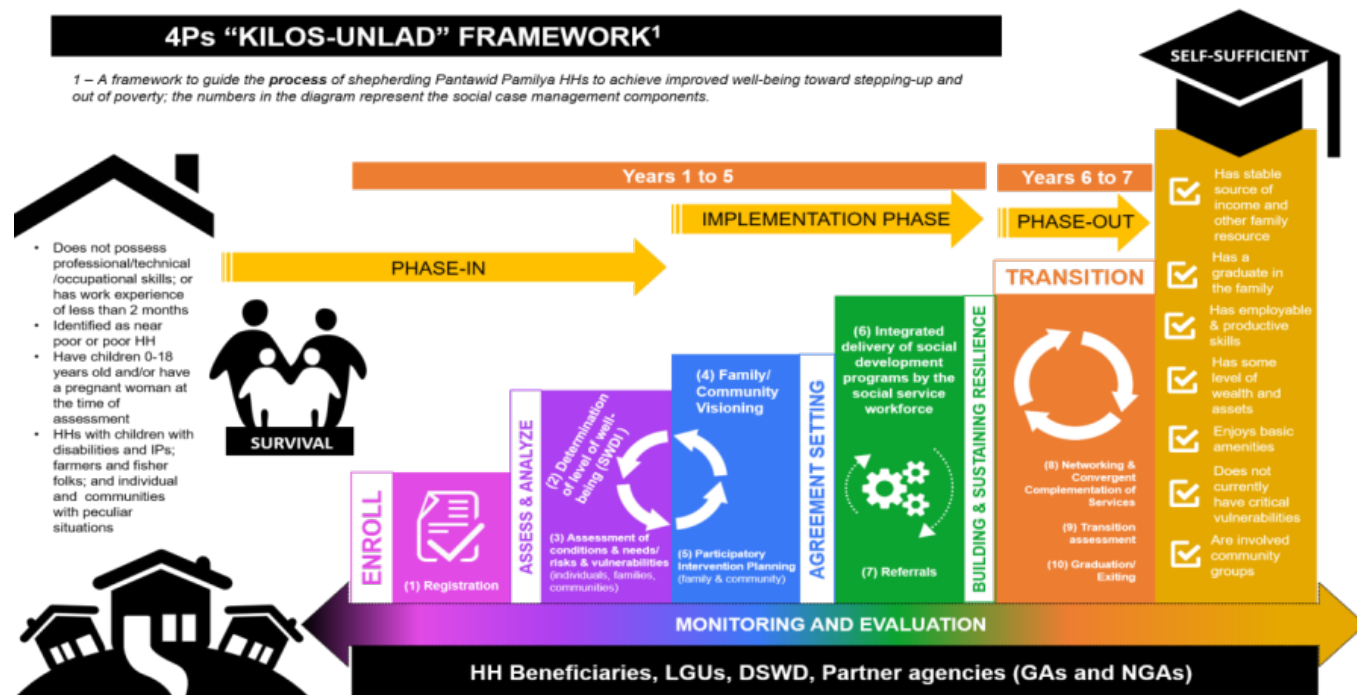 4Ps “KILOS-UNLAD” FRAMEWORK¹
1 – A framework to guide the process of shepherding Pantawid Pamilya HHs to achieve improved well-being toward stepping-up and
out of poverty; the numbers in the diagram represent the social case management components.
SELF-SUFFICIENT
Years 1 to 5
Years 6 to 7
IMPLEMENTATION PHASE
PHASE-OUT
PHASE-IN
• Does not possess
professional/technical
/occupational skills; or
has work experience
of less than 2 months
• Identified as near
poor or poor HH
• Have children 0-18
years old and/or have
a pregnant woman at
the time of
assessment
• HHs with children with
disabilities and IPs;
farmers and fisher
folks; and individual
and communities
with peculiar
situations
SURVIVAL
ENROLL
(1) Registration
ASSESS & ANALYZE
(2) Determination
of level of well-
being (SWDI )
(3) Assessment of
conditions & needs/
risks & vulnerabilities
(individuals, families,
communities)
(4) Family/
Community
Visioning
(5) Participatory
Intervention Planning
(family & community)
AGREEMENT SETTING
(6) Integrated
delivery of social
development
programs by the
social service
workforce
(7) Referrals
BUILDING & SUSTAINING RESILIENCE
TRANSITION
(8) Networking &
Convergent
Complementation of
Services
(9) Transition
assessment
(10) Graduation/
Exiting
Has stable
source of
income and
other family
resource
Has a
graduate in
the family
Has employable
& productive
skills
Has some
level of
wealth and
assets
Enjoys basic
amenities
Does not
currently
have critical
vulnerabilities
Are involved
community
groups
MONITORING AND EVALUATION
HH Beneficiaries, LGUs, DSWD, Partner agencies (GAs and NGAs)